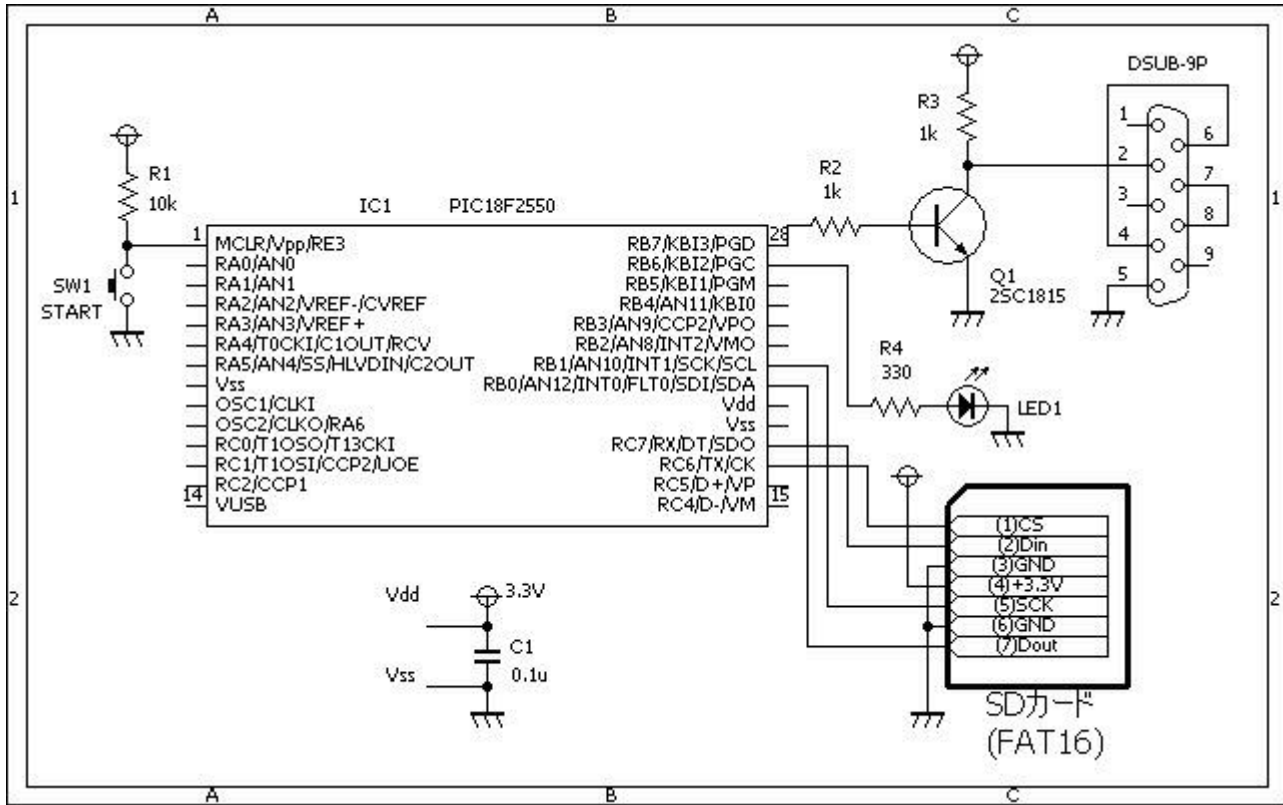 A B C
1 1
2 2
DSUB-9P
1
2
3
4
5
6
7
8
9
R3
1k
R2
1k
R1
10k
SW1
START
IC1 PIC18F2550
1
28
14
15
MCLR/Vpp/RE3
RA0/AN0
RA1/AN1
RA2/AN2/VREF-/CVREF
RA3/AN3/VREF+
RA4/T0CKI/C1OUT/RCV
RA5/AN4/SS/HLVDIN/C2OUT
Vss
OSC1/CLKI
OSC2/CLKO/RA6
RC0/T1OSO/T13CKI
RC1/T1OSI/CCP2/UOE
RC2/CCP1
VUSB
RB7/KBI3/PGD
RB6/KBI2/PGC
RB5/KBI1/PGM
RB4/AN11/KBI0
RB3/AN9/CCP2/VPO
RB2/AN8/INT2/VMO
RB1/AN10/INT1/SCK/SCL
RB0/AN12/INT0/FLT0/SDI/SDA
Vdd
Vss
RC7/RX/DT/SDO
RC6/TX/CK
RC5/D+/VP
RC4/D-/VM
Q1
2SC1815
R4
330
LED1
(1)CS
(2)Din
(3)GND
(4)+3.3V
(5)SCK
(6)GND
(7)Dout
SDカード
(FAT16)
Vdd 3.3V
C1
0.1u
Vss
A B C